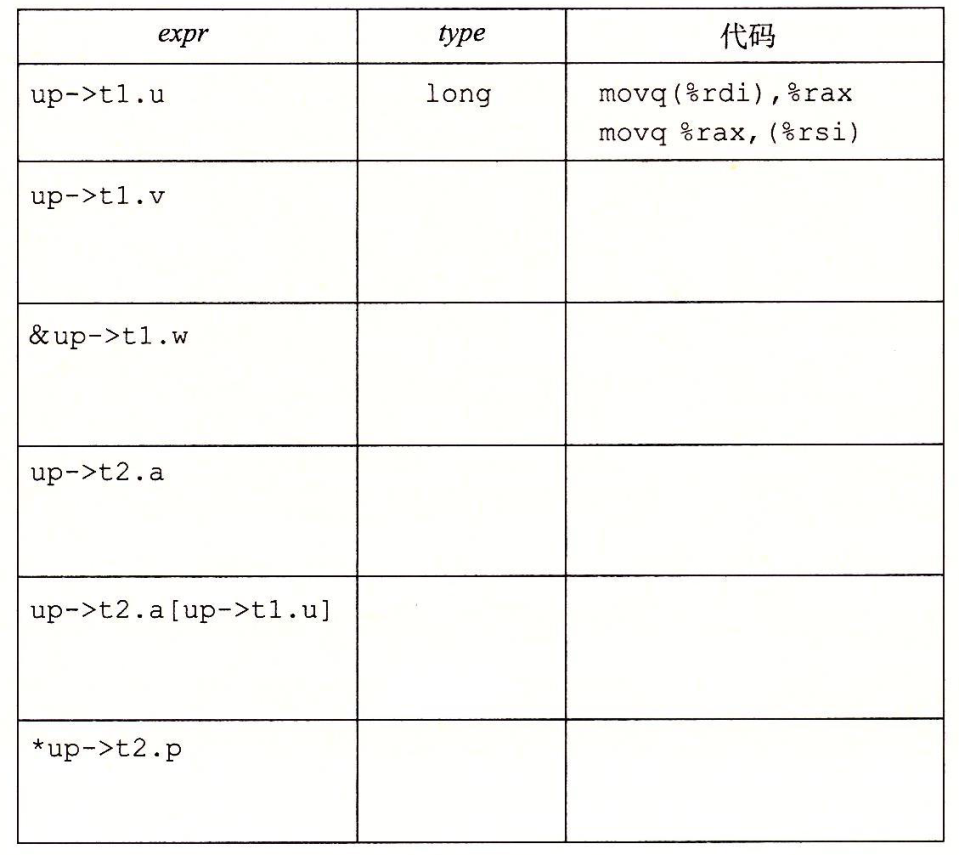 expr type 代码
up->t1.u long movq(%rdi),%rax
movq %rax,(%rsi)
up->t1.v
&up->t1.w
up->t2.a
up->t2.a[up->t1.u]
*up->t2.p